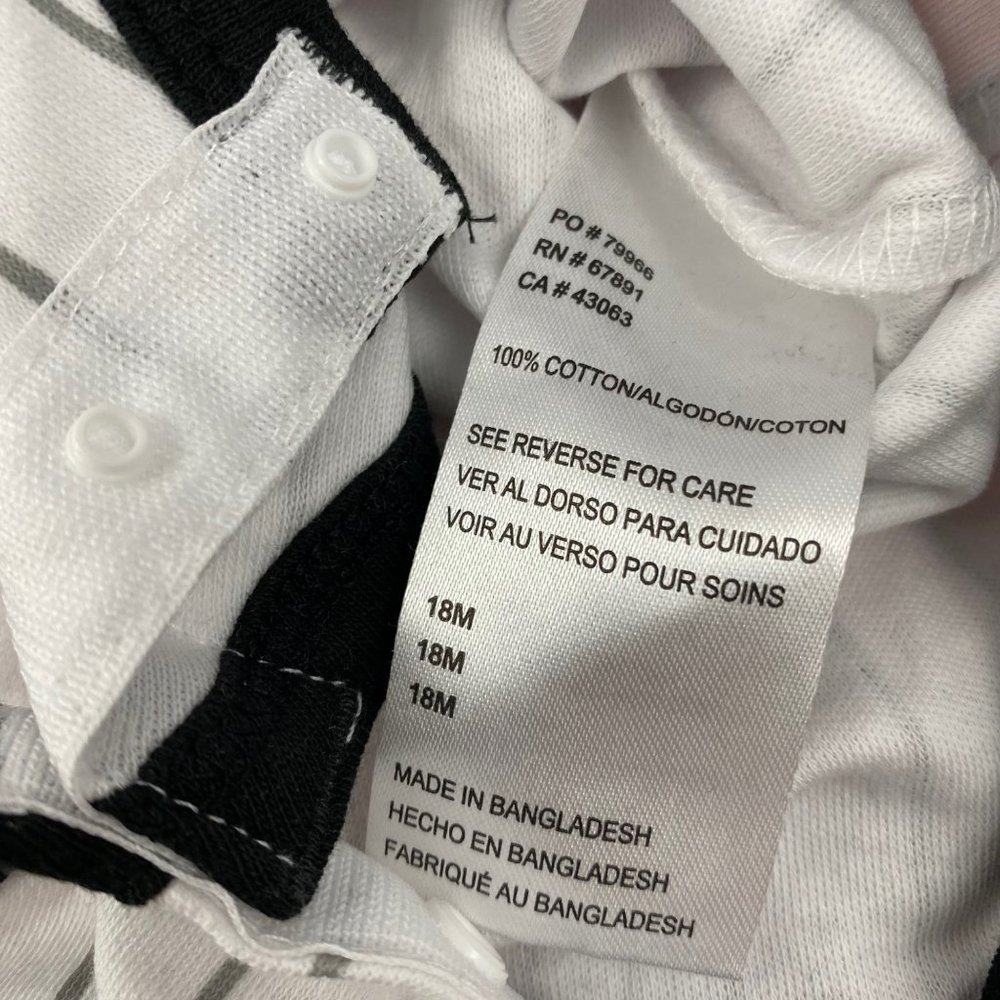 PO # 79966
RN # 67891
CA # 43063
100% COTTON/ALGODÓN/COTON
SEE REVERSE FOR CARE
VER AL DORSO PARA CUIDADO
VOIR AU VERSO POUR SOINS
18M
18M
18M
MADE IN BANGLADESH
HECHO EN BANGLADESH
FABRIQUÉ AU BANGLADESH